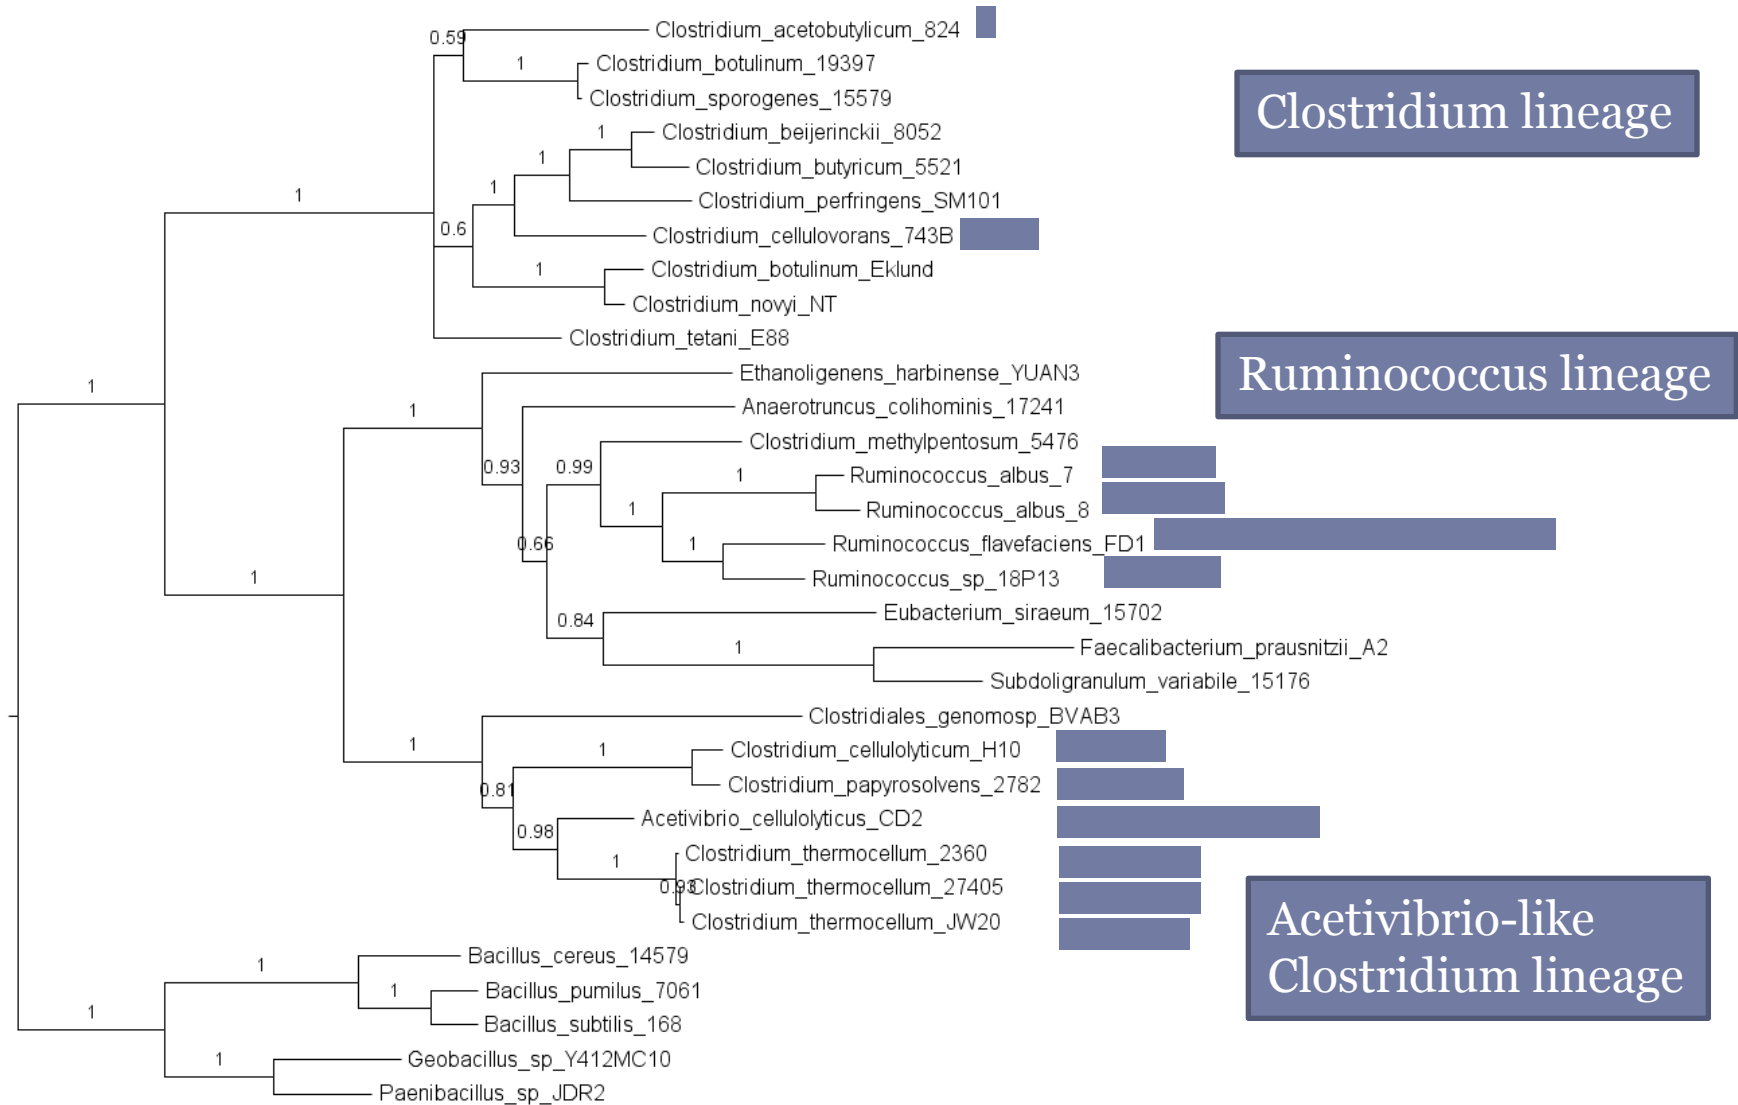 Clostridium_acetobutylicum_824
0.59
1
Clostridium_botulinum_19397
Clostridium_sporogenes_15579
Clostridium lineage
1
Clostridium_beijerinckii_8052
1
Clostridium_butyricum_5521
1
1
Clostridium_perfringens_SM101
0.6
Clostridium_cellulovorans_743B
1
Clostridium_botulinum_Eklund
Clostridium_novyi_NT
Clostridium_tetani_E88
Ethanoligenens_harbinense_YUAN3
Ruminococcus lineage
1
1
Anaerotruncus_colihominis_17241
Clostridium_methylpentosum_5476
0.93
0.99
1
Ruminococcus_albus_7
1
Ruminococcus_albus_8
0.66
1
Ruminococcus_flavefaciens_FD1
1
Ruminococcus_sp_18P13
0.84
Eubacterium_siraeum_15702
1
Faecalibacterium_prausnitzii_A2
Subdoligranulum_variabile_15176
Clostridiales_genomosp_BVAB3
1
1
Clostridium_cellulolyticum_H10
0.81
Clostridium_papyrosolvens_2782
0.98
Acetivibrio_cellulolyticus_CD2
1
Clostridium_thermocellum_2360
0.93
Clostridium_thermocellum_27405
Clostridium_thermocellum_JW20
Acetivibrio-like
Clostridium lineage
1
Bacillus_cereus_14579
1
Bacillus_pumilus_7061
1
Bacillus_subtilis_168
1
Geobacillus_sp_Y412MC10
Paenibacillus_sp_JDR2